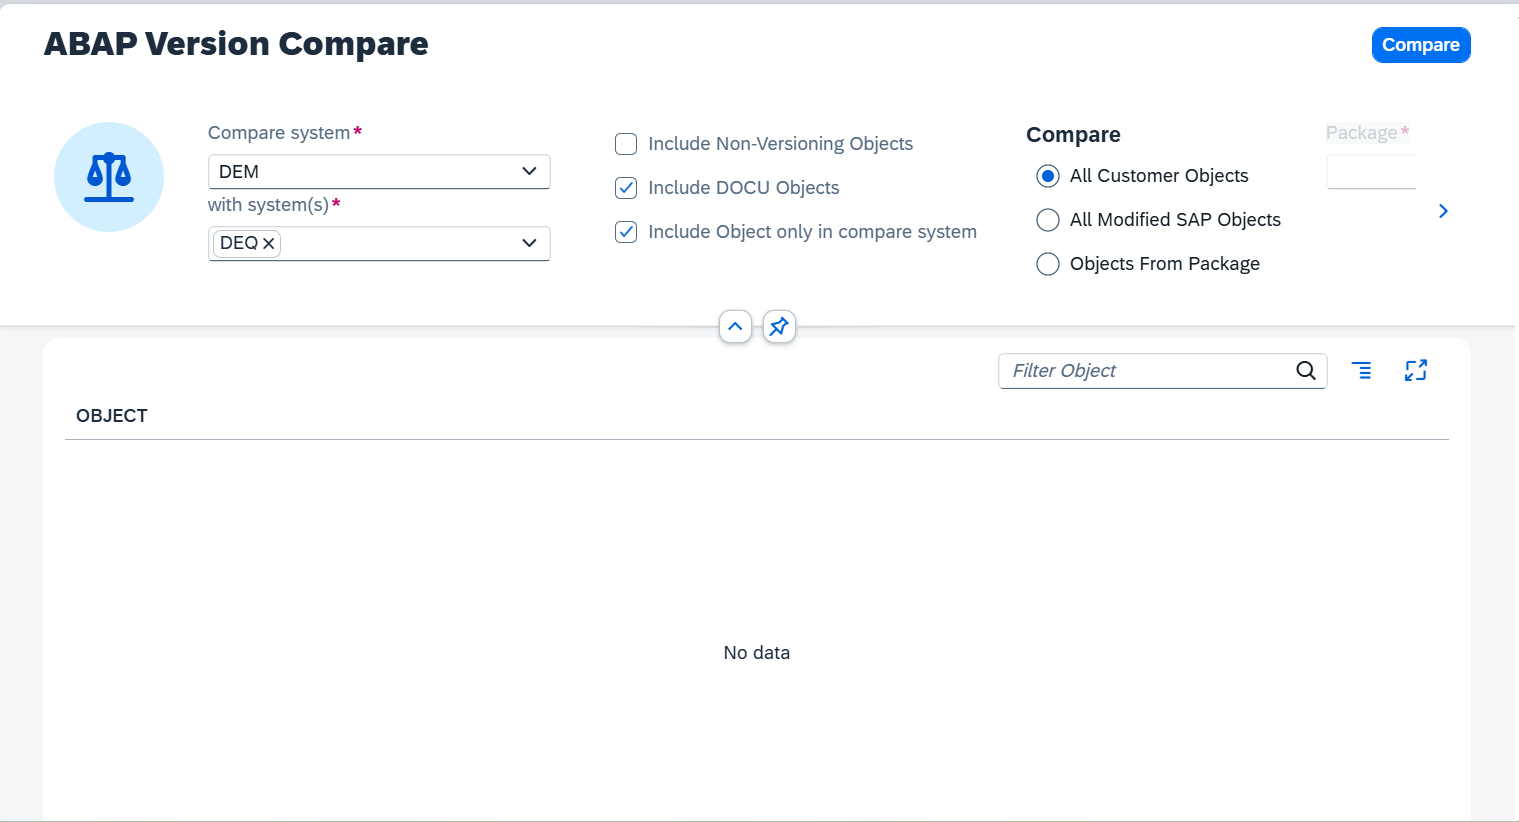 ABAP Version Compare
Compare
Compare system*
DEM
with system(s)*
DEQ
Include Non-Versioning Objects
Include DOCU Objects
Include Object only in compare system
Compare
All Customer Objects
All Modified SAP Objects
Objects From Package
Package*
Filter Object
OBJECT
No data